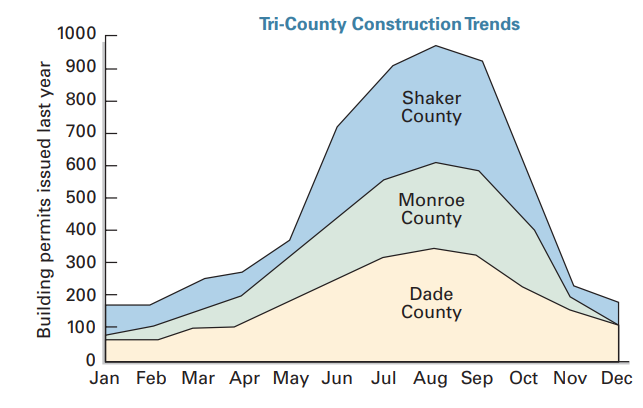 Tri-County Construction Trends
Building permits issued last year
1000
900
800
700
600
500
400
300
200
100
0
Shaker
County
Monroe
County
Dade
County
Jan Feb Mar Apr May Jun Jul Aug Sep Oct Nov Dec